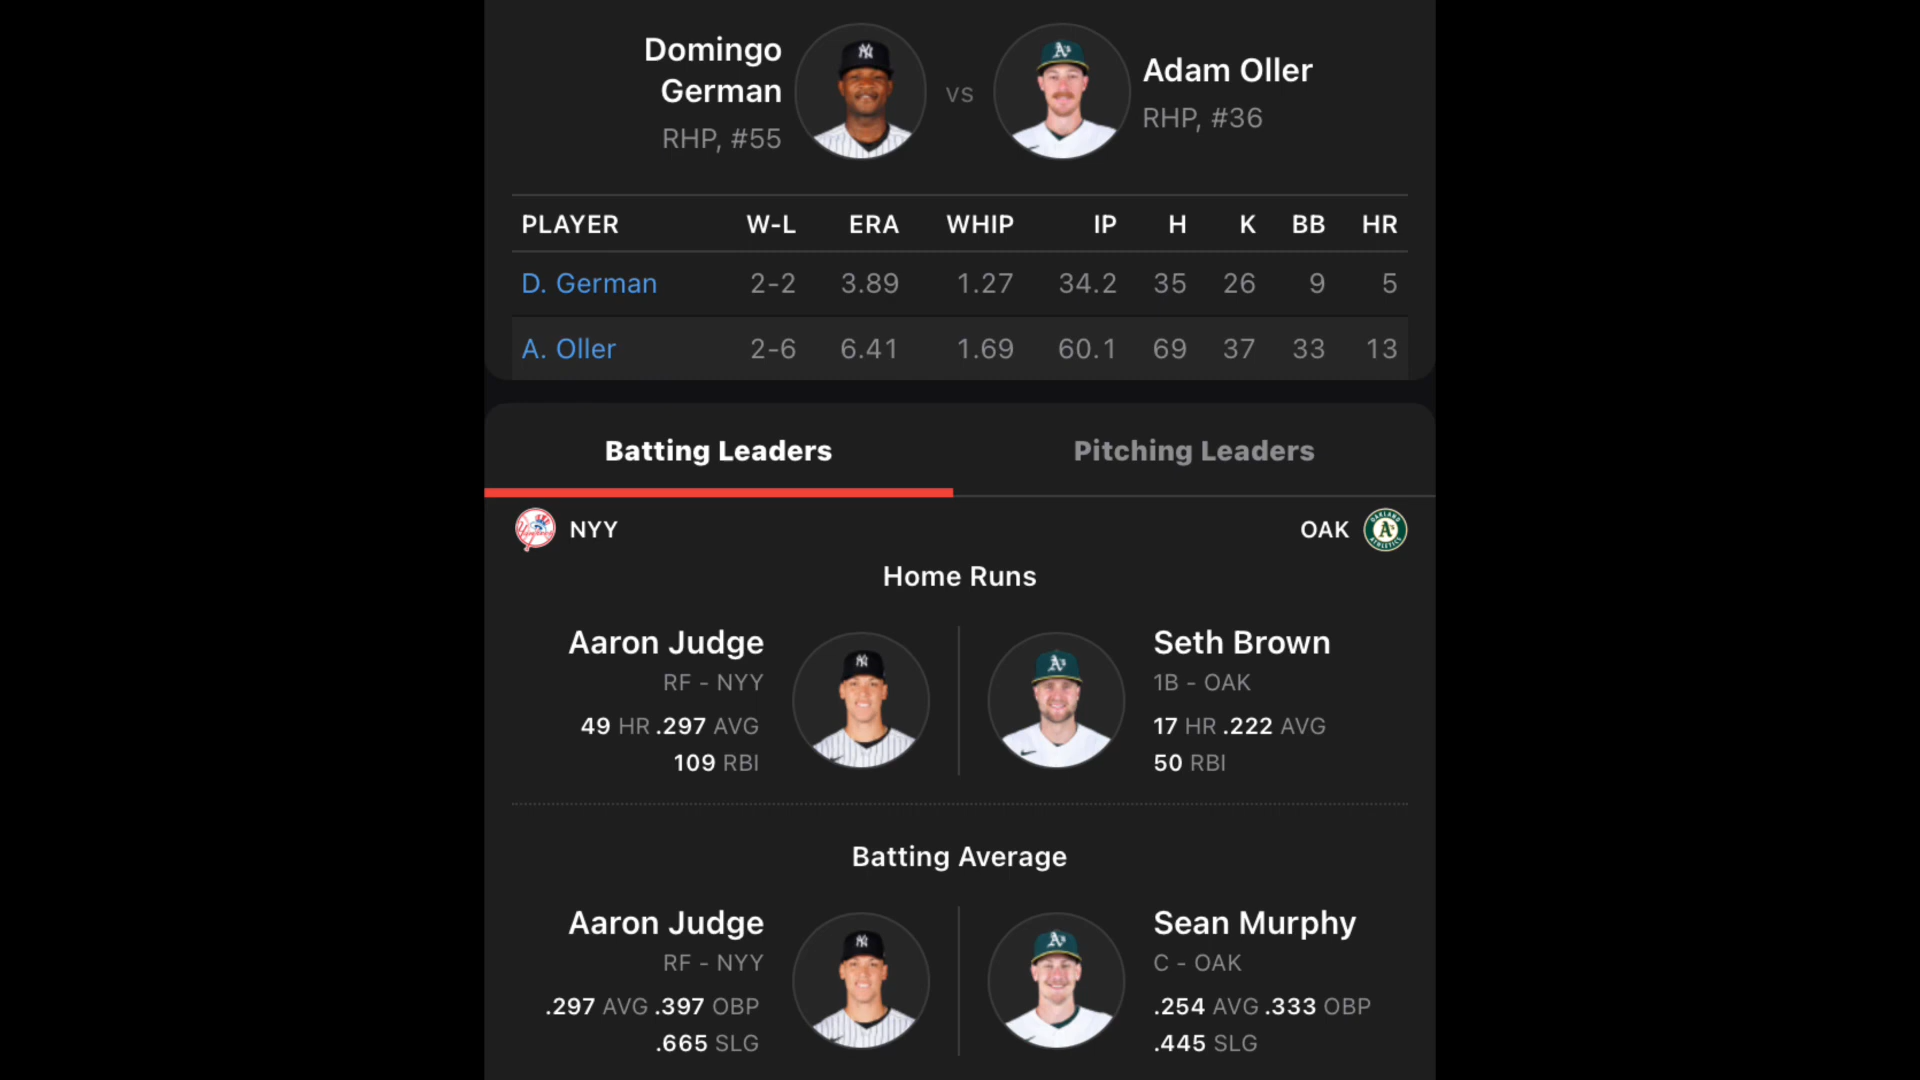 Domingo
German
RHP, #55
VS
Adam Oller
RHP, #36
PLAYER W-L ERA WHIP IP H K BB HR
D. German 2-2 3.89 1.27 34.2 35 26 9 5
A. Oller 2-6 6.41 1.69 60.1 69 37 33 13
Batting Leaders Pitching Leaders
NYY OAK
Home Runs
Aaron Judge
RF - NYY
49 HR .297 AVG
109 RBI
Seth Brown
1B - OAK
17 HR .222 AVG
50 RBI
Batting Average
Aaron Judge
RF - NYY
.297 AVG .397 OBP
.665 SLG
Sean Murphy
C - OAK
.254 AVG .333 OBP
.445 SLG